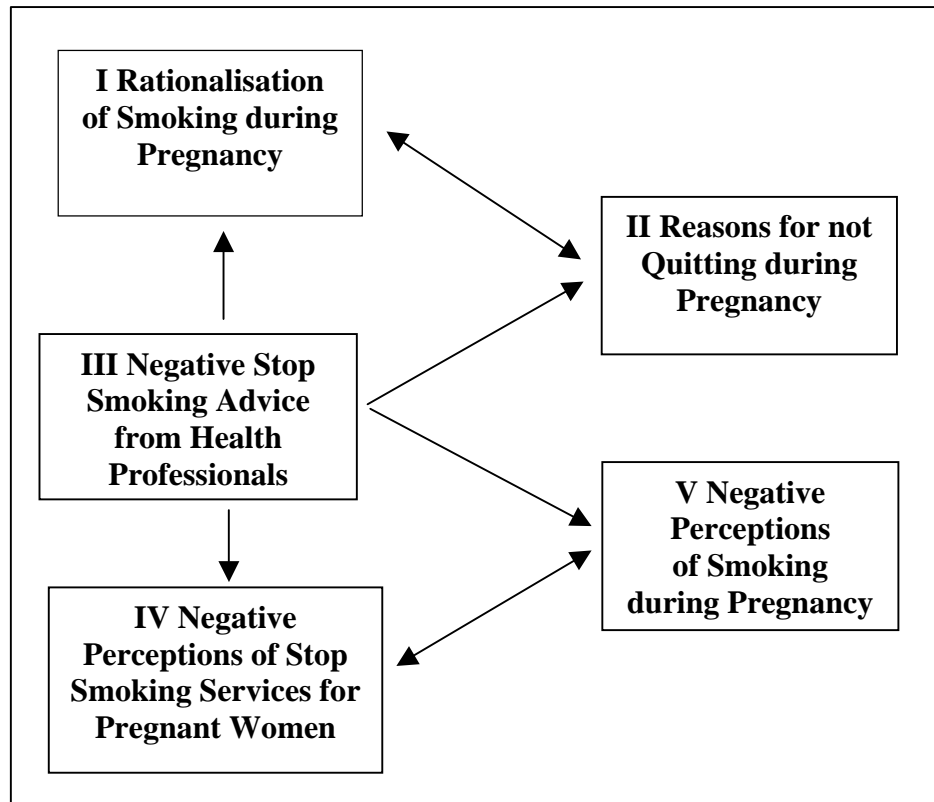 I Rationalisation
of Smoking during
Pregnancy
II Reasons for not
Quitting during
Pregnancy
III Negative Stop
Smoking Advice
from Health
Professionals
V Negative
Perceptions
of Smoking
during Pregnancy
IV Negative
Perceptions of Stop
Smoking Services for
Pregnant Women